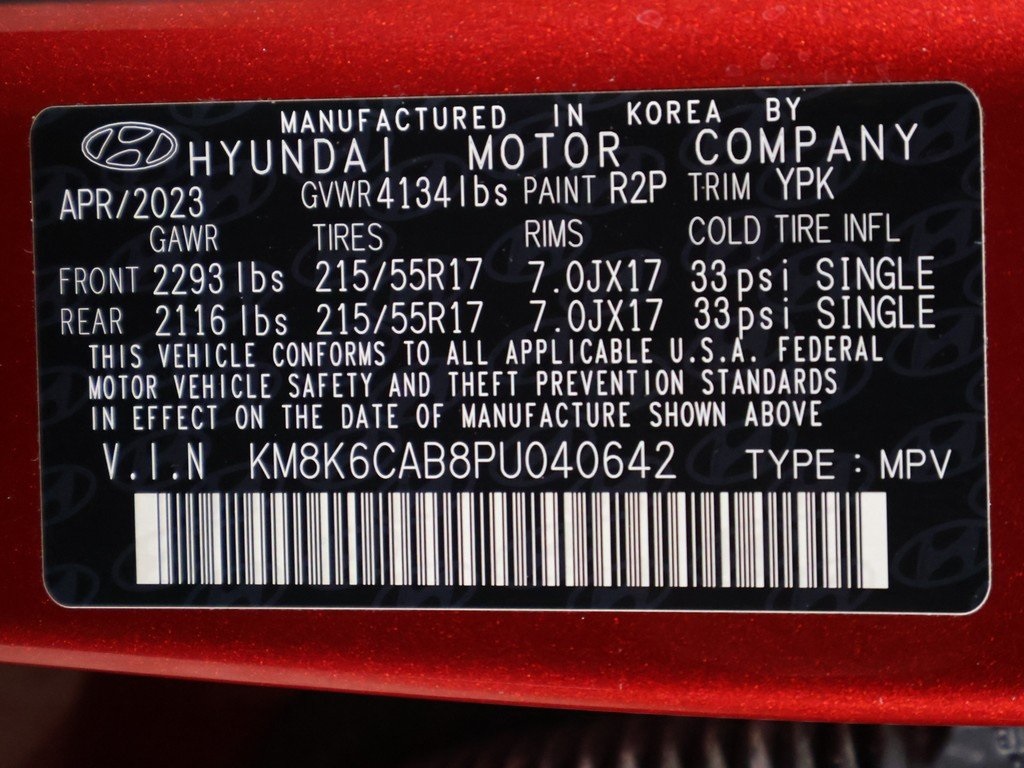 MANUFACTURED IN KOREA BY
HYUNDAI MOTOR COMPANY
APR/2023 GVWR 4134lbs PAINT R2P TRIM YPK
GAWR TIRES RIMS COLD TIRE INFL
FRONT 2293 lbs 215/55R17 7.0JX17 33psi SINGLE
REAR 2116 lbs 215/55R17 7.0JX17 33psi SINGLE
THIS VEHICLE CONFORMS TO ALL APPLICABLE U.S.A. FEDERAL
MOTOR VEHICLE SAFETY AND THEFT PREVENTION STANDARDS
IN EFFECT ON THE DATE OF MANUFACTURE SHOWN ABOVE
V.I.N KM8K6CAB8PU040642 TYPE : MPV